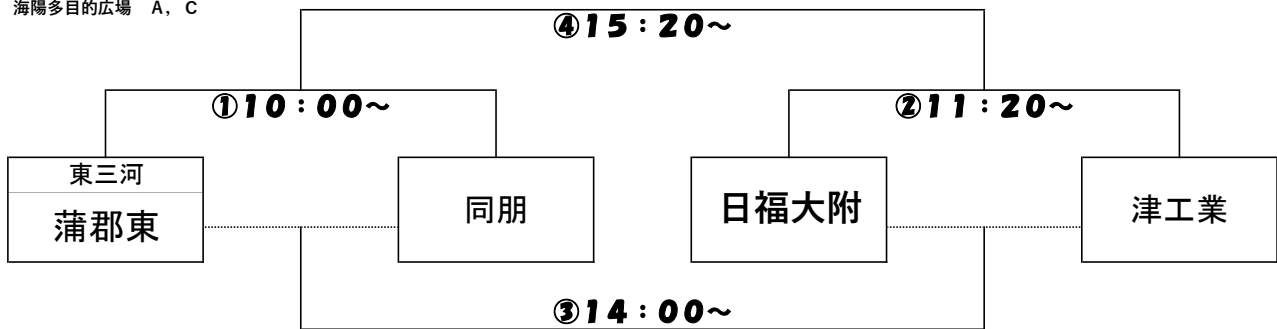 海陽多目的広場　A，C
④15：20～
①10：00～
②11：20～
東三河
蒲郡東
同朋
日福大附
津工業
③14：00～